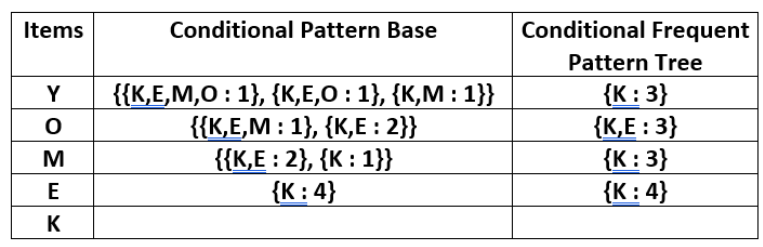 Items Conditional Pattern Base Conditional Frequent
Pattern Tree
Y {{K,E,M,O : 1}, {K,E,O : 1}, {K,M : 1}} {K : 3}
O {{K,E,M : 1}, {K,E : 2}} {K,E : 3}
M {{K,E : 2}, {K : 1}} {K : 3}
E {K : 4} {K : 4}
K